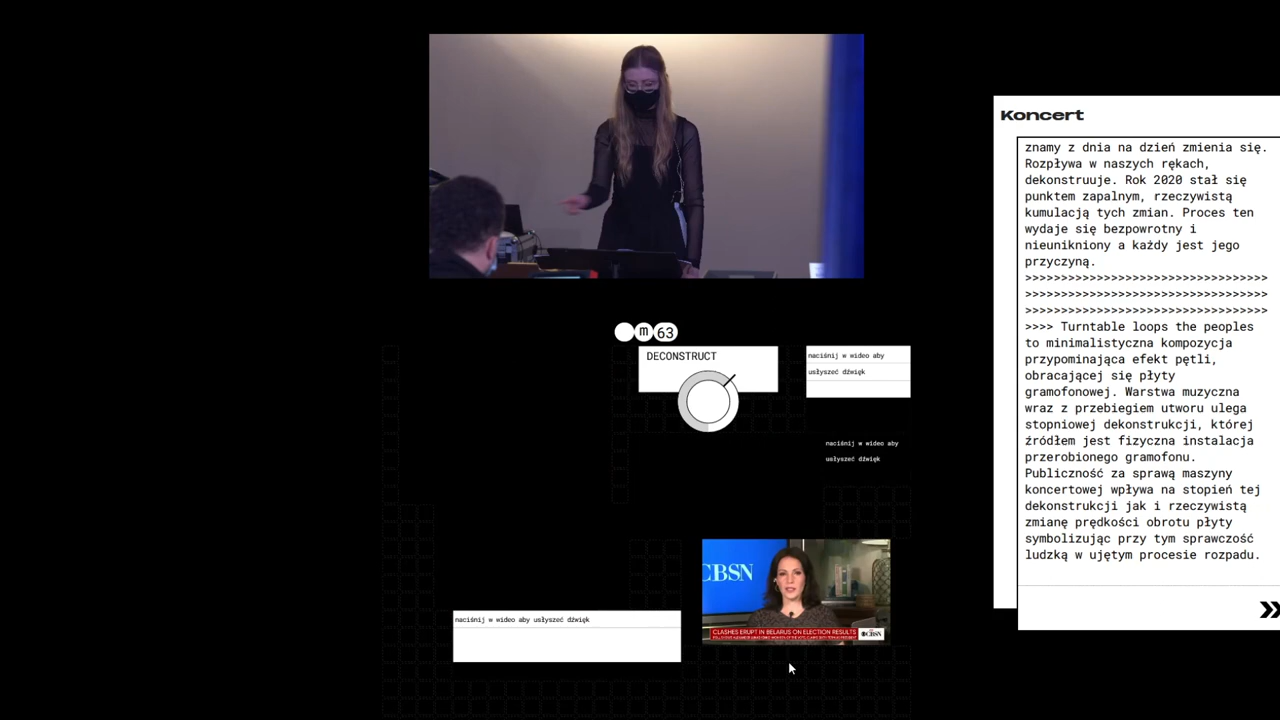 Koncert
znamy z dnia na dzień zmienia się.
Rozpływa w naszych rękach,
dekonstruuje. Rok 2020 stał się
punktem zapalnym, rzeczywistą
kumulacją tych zmian. Proces ten
wydaje się bezpowrotny i
nieunikniony a każdy jest jego
przyczyną.
>>>>>>>>>>>>>>>>>>>>>>>>>>>>>>>>>>
>>>>>>>>>>>>>>>>>>>>>>>>>>>>>>>>>>
>>>>>>>>>>>>>>>>>>>>>>>>>>>>>>>>>>
>>>> Turntable loops the peoples
to minimalistyczna kompozycja
przypominająca efekt pętli,
obracającej się płyty
gramofonowej. Warstwa muzyczna
wraz z przebiegiem utworu ulega
stopniowej dekonstrukcji, której
źródłem jest fizyczna instalacja
przerobionego gramofonu.
Publiczność za sprawą maszyny
koncertowej wpływa na stopień tej
dekonstrukcji jak i rzeczywistą
zmianę prędkości obrotu płyty
symbolizując przy tym sprawczość
ludzką w ujętym procesie rozpadu.
»
m 63
DECONSTRUCT
naciśnij w wideo aby
usłyszeć dźwięk
naciśnij w wideo aby
usłyszeć dźwięk
CBSN
CLASHES ERUPT IN BELARUS ON ELECTION RESULTS
CBSN
naciśnij w wideo aby usłyszeć dźwięk